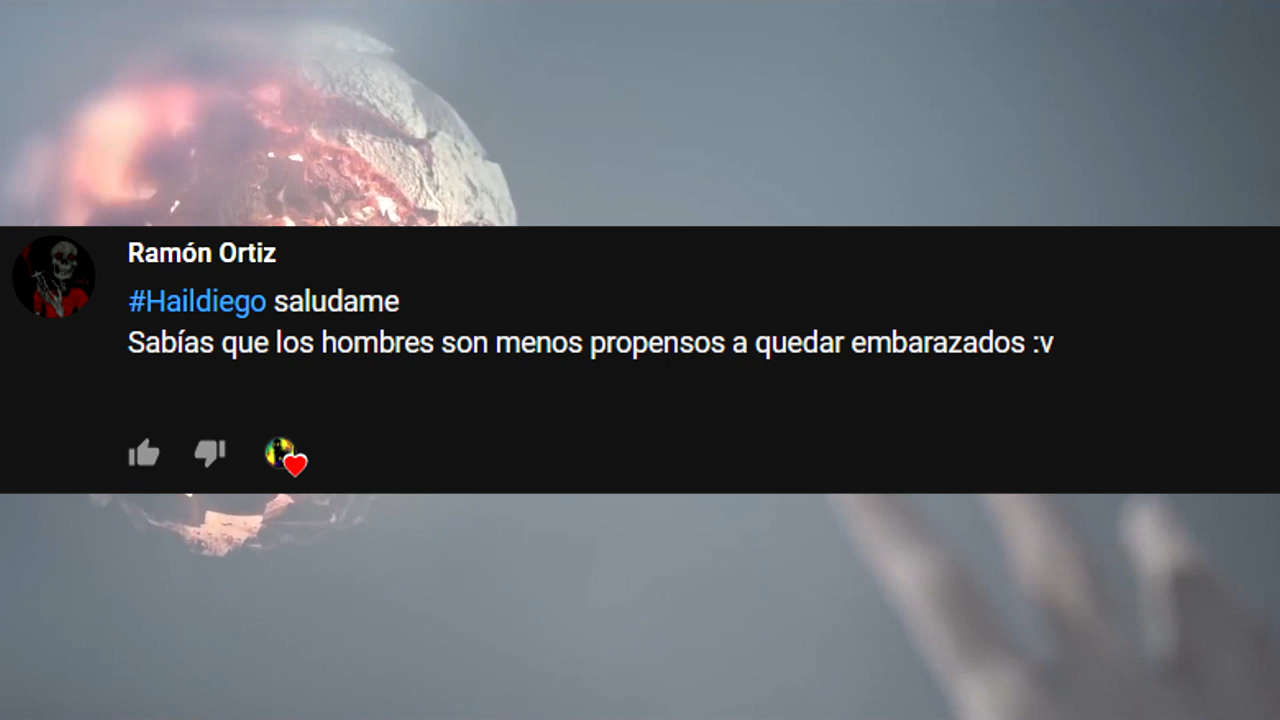 Ramón Ortiz
#Haildiego saludame
Sabías que los hombres son menos propensos a quedar embarazados :v